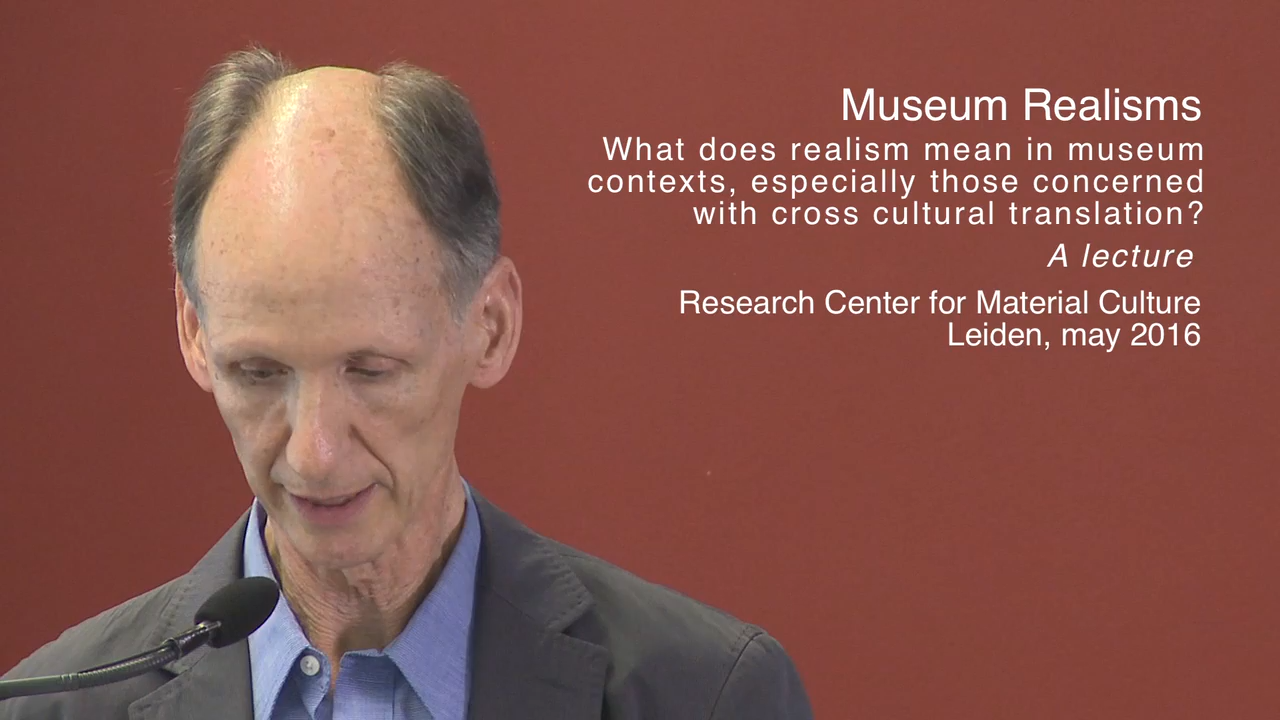 Museum Realisms
What does realism mean in museum
contexts, especially those concerned
with cross cultural translation?
A lecture
Research Center for Material Culture
Leiden, may 2016